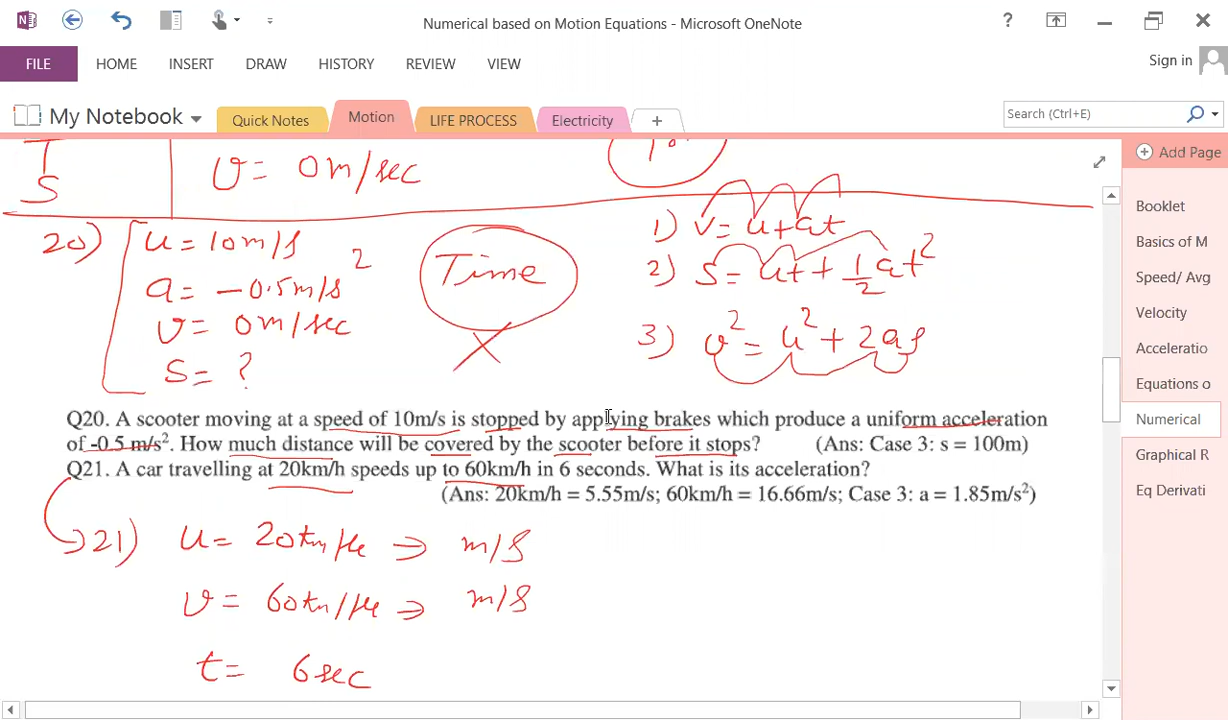 Numerical based on Motion Equations - Microsoft OneNote
?
FILE HOME INSERT DRAW HISTORY REVIEW VIEW
Sign in
My Notebook
Quick Notes
Motion
LIFE PROCESS
Electricity
+
Search (Ctrl+E)
Add Page
Booklet
Basics of M
Speed/ Avg
Velocity
Acceleratio
Equations o
Numerical
Graphical R
Eq Derivati
S
v= 0m/sec
20) u = 10m/s
a = -0.5m/s²
v = 0m/sec
s = ?
Time
X
1) v = u+at
2) s = ut + 1/2 at²
3) v² = u² + 2as
Q20. A scooter moving at a speed of 10m/s is stopped by applying brakes which produce a uniform acceleration
of -0.5 m/s². How much distance will be covered by the scooter before it stops? (Ans: Case 3: s = 100m)
Q21. A car travelling at 20km/h speeds up to 60km/h in 6 seconds. What is its acceleration?
(Ans: 20km/h = 5.55m/s; 60km/h = 16.66m/s; Case 3: a = 1.85m/s²)
21) u = 20km/hr ⇒ m/s
v = 60km/hr ⇒ m/s
t = 6sec